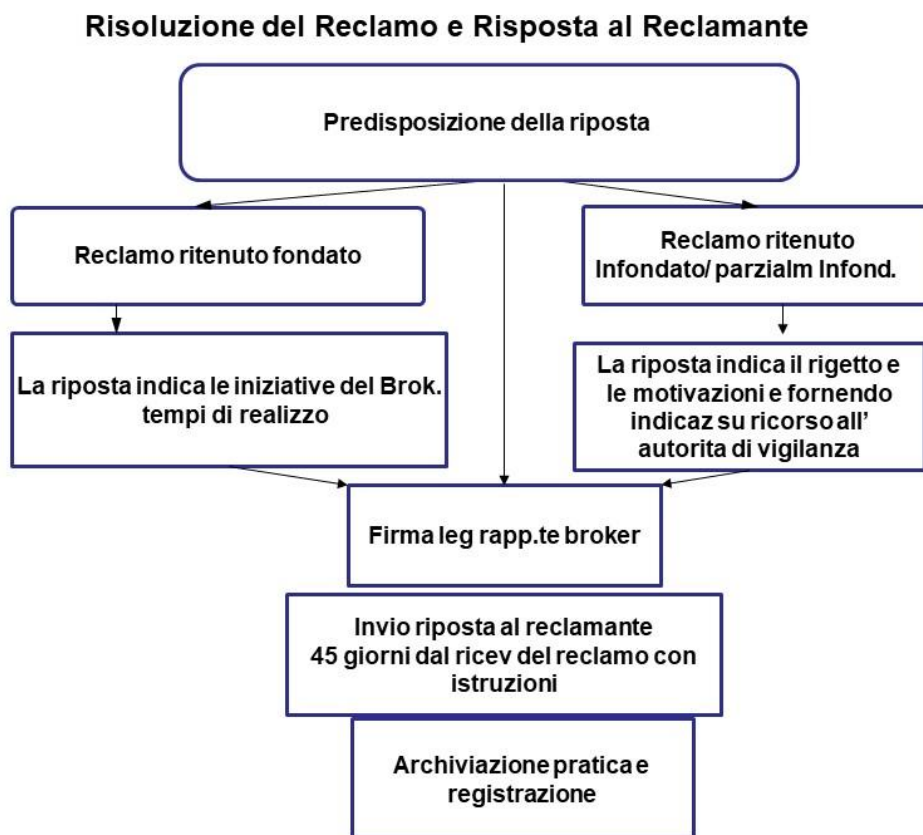 Risoluzione del Reclamo e Risposta al Reclamante
Predisposizione della riposta
Reclamo ritenuto fondato
Reclamo ritenuto
Infondato/ parzialm Infond.
La riposta indica le iniziative del Brok.
tempi di realizzo
La riposta indica il rigetto e
le motivazioni e fornendo
indicaz su ricorso all’
autorita di vigilanza
Firma leg rapp.te broker
Invio riposta al reclamante
45 giorni dal ricev del reclamo con
istruzioni
Archiviazione pratica e
registrazione